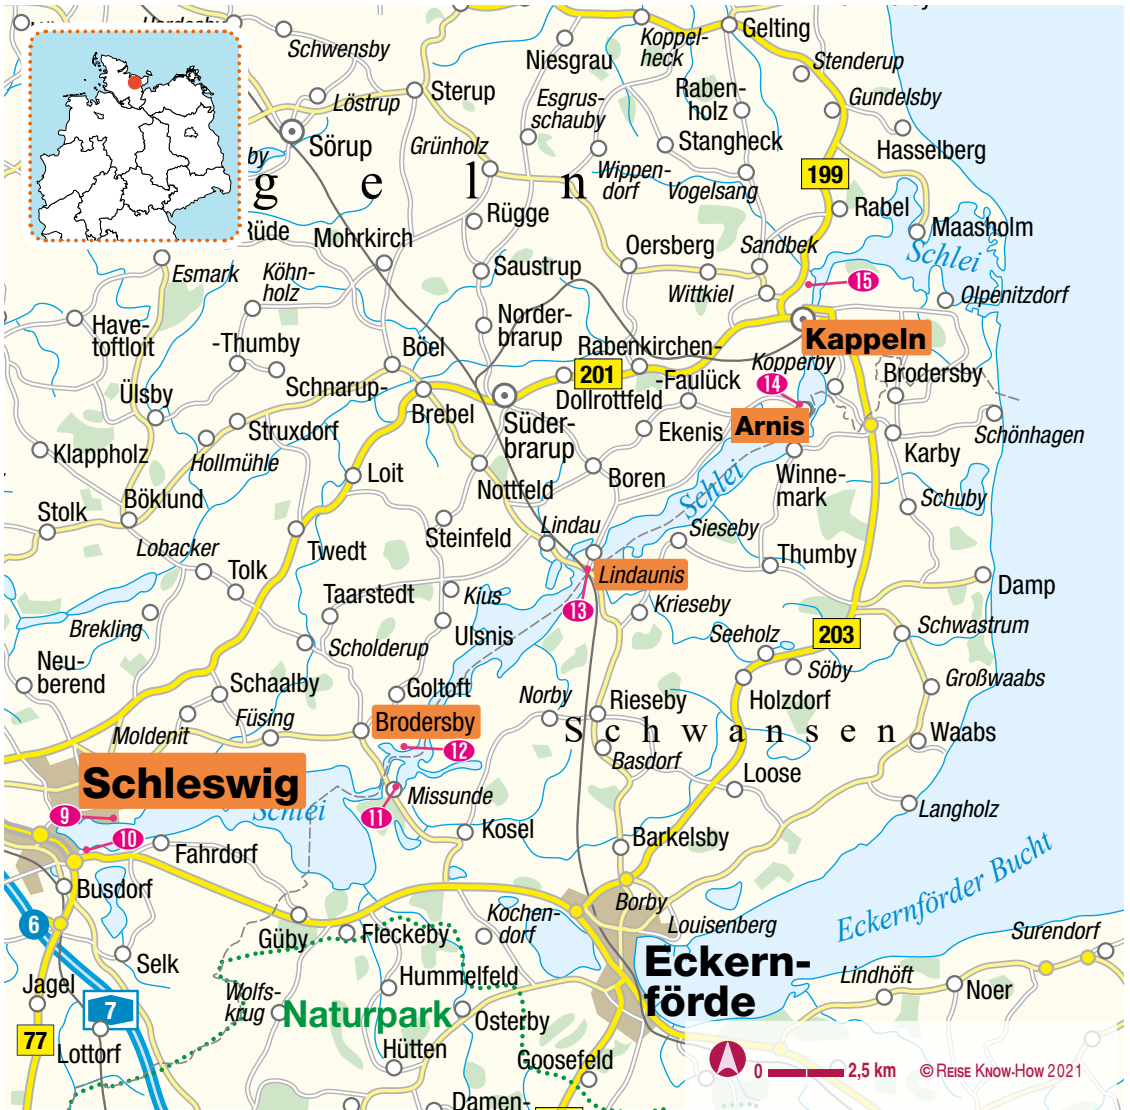 Schwensby
Niesgrau
Koppel-
heck
Gelting
Stenderup
Löstrup
Sterup
Esgrus-
schauby
Raben-
holz
Gundelsby
Sörup
Grünholz
Stangheck
Hasselberg
by
Wippen-
dorf
Vogelsang
199
g e l n
Rügge
Rabel
Maasholm
Rüde
Mohrkirch
Oersberg
Sandbek
Schlei
Esmark
Köhn-
holz
Saustrup
Wittkiel
15
Olpenitzdorf
Have-
toftloit
Norder-
brarup
Kappeln
-Thumby
Böel
Rabenkirchen-
Kopperby
Brodersby
Schnarup-
201
-Faulück
14
Ülsby
Brebel
Dollrottfeld
Arnis
Struxdorf
Süder-
brarup
Ekenis
Schönhagen
Klappholz
Hollmühle
Karby
Loit
Nottfeld
Boren
Schlei
Winne-
mark
Böklund
Schuby
Stolk
Steinfeld
Lindau
Sieseby
Lobacker
Twedt
Thumby
Tolk
Lindaunis
Damp
Taarstedt
Kius
13
Krieseby
Brekling
Ulsnis
Seeholz
203
Schwastrum
Scholderup
Neu-
berend
Söby
Schaalby
Goltoft
Norby
Rieseby
Holzdorf
Großwaabs
Moldenit
Füsing
Brodersby
Schwansen
Waabs
12
Basdorf
Schleswig
Loose
Missunde
Schlei
Langholz
9
11
10
Kosel
Barkelsby
Fahrdorf
Busdorf
Eckernförder Bucht
Borby
6
Kochen-
dorf
Louisenberg
Güby
Fleckeby
Surendorf
Selk
Eckern-
förde
Jagel
Hummelfeld
Lindhöft
Noer
Wolfs-
krug
7
Naturpark
Osterby
77
Lottorf
Hütten
Goosefeld
0
2,5 km
© REISE KNOW-HOW 2021
Damen-